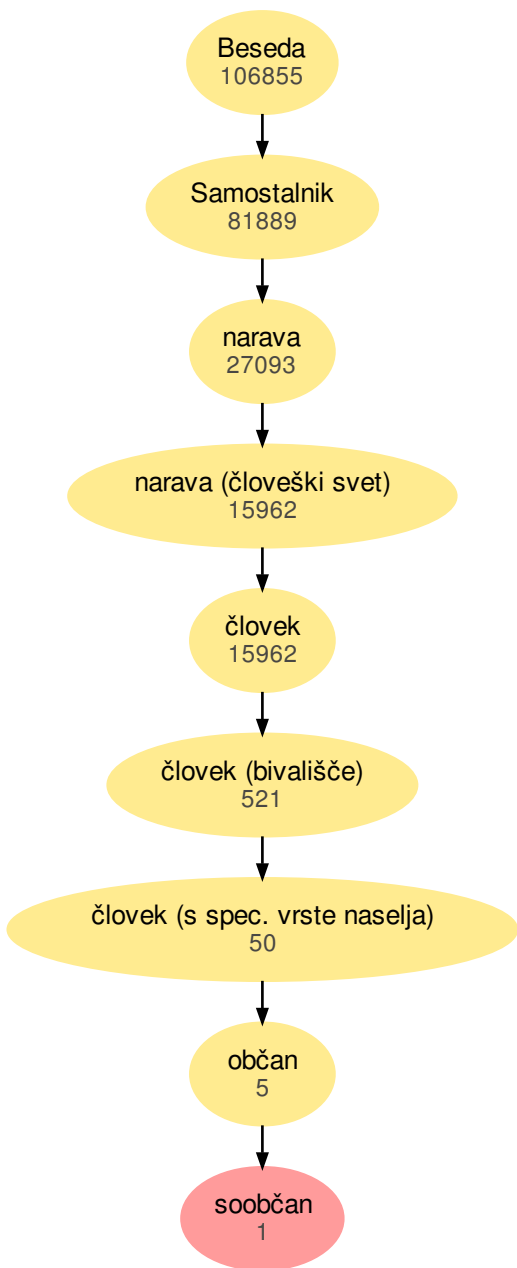 Beseda
106855
Samostalnik
81889
narava
27093
narava (človeški svet)
15962
človek
15962
človek (bivališče)
521
človek (s spec. vrste naselja)
50
občan
5
soobčan
1